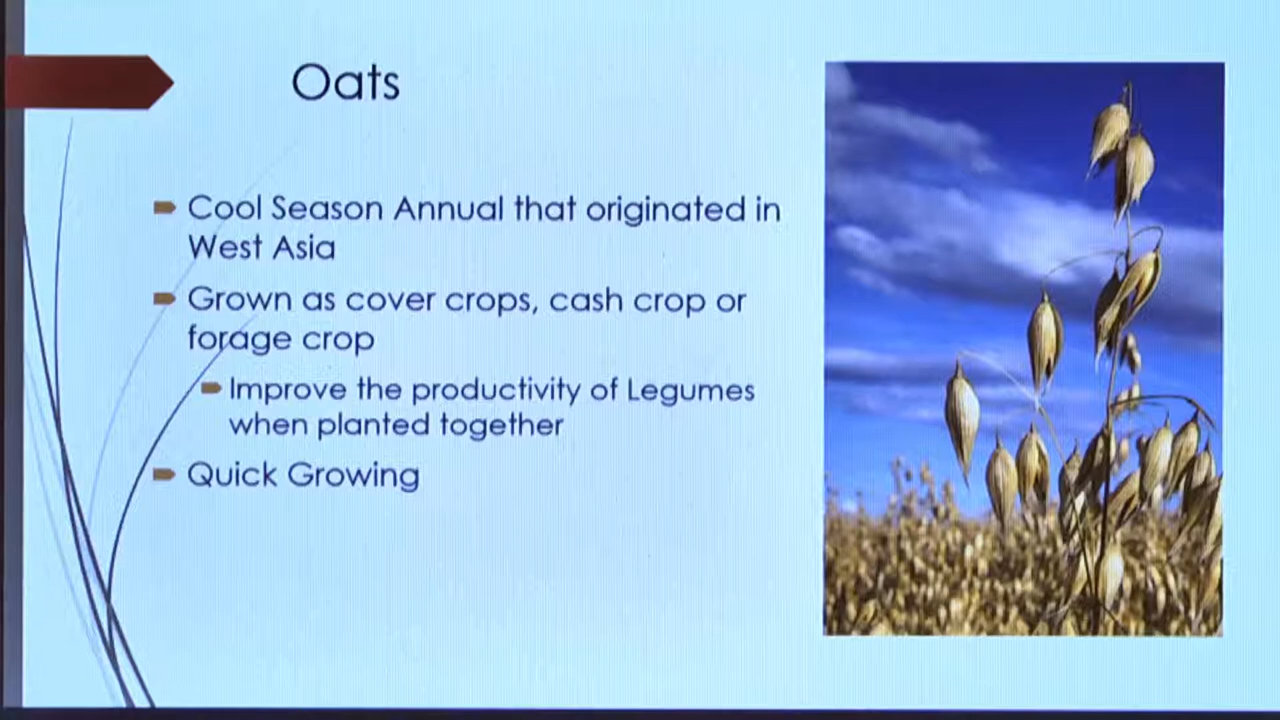 Oats
Cool Season Annual that originated in
West Asia
Grown as cover crops, cash crop or
forage crop
Improve the productivity of Legumes
when planted together
Quick Growing